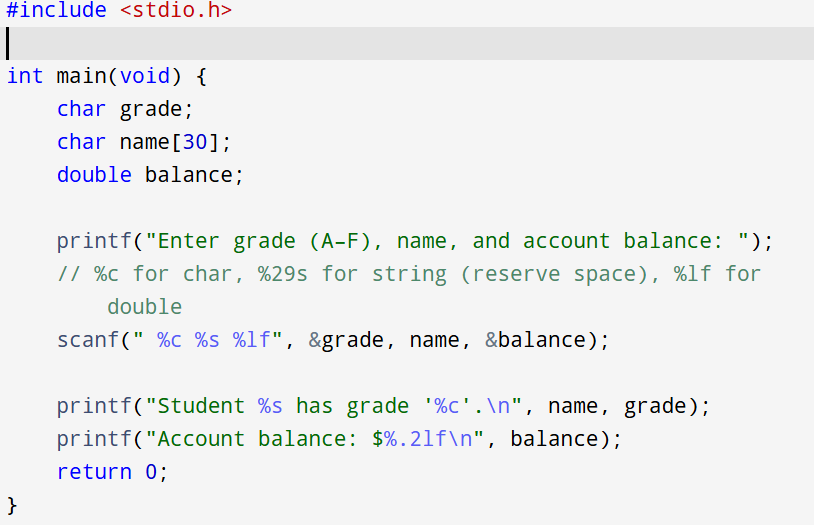 #include <stdio.h>
int main(void) {
    char grade;
    char name[30];
    double balance;
    printf("Enter grade (A–F), name, and account balance: ");
    // %c for char, %29s for string (reserve space), %lf for
        double
    scanf(" %c %s %lf", &grade, name, &balance);
    printf("Student %s has grade '%c'.\n", name, grade);
    printf("Account balance: $%.2lf\n", balance);
    return 0;
}